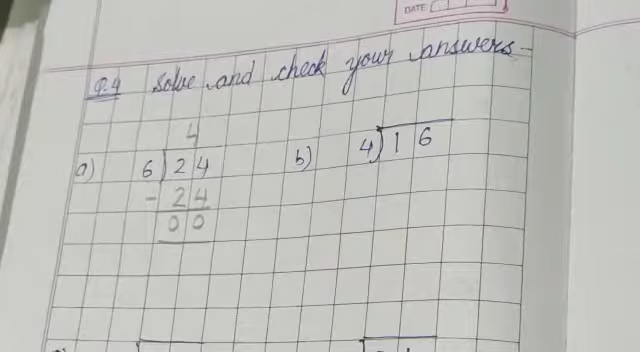 DATE
Q.4 Solve and check your answers-
4
a) 6)24 b) 4)16
- 24
00